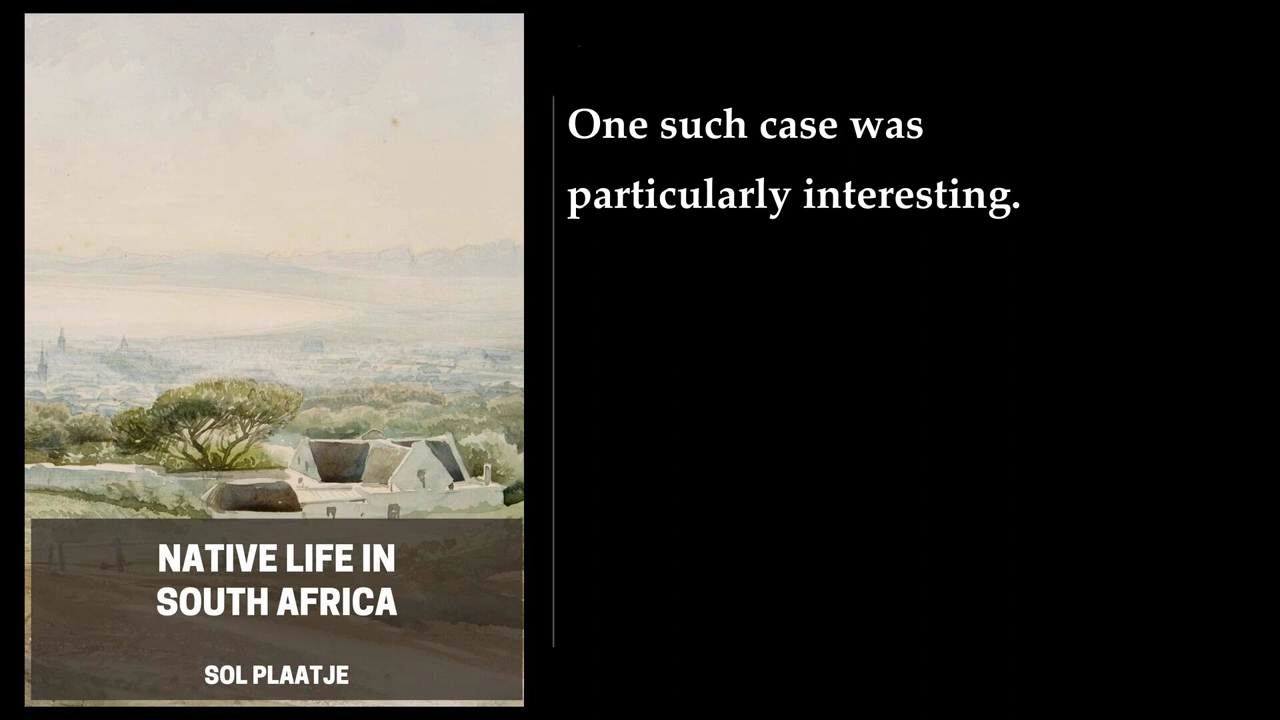 One such case was
particularly interesting.
NATIVE LIFE IN
SOUTH AFRICA
SOL PLAATJE